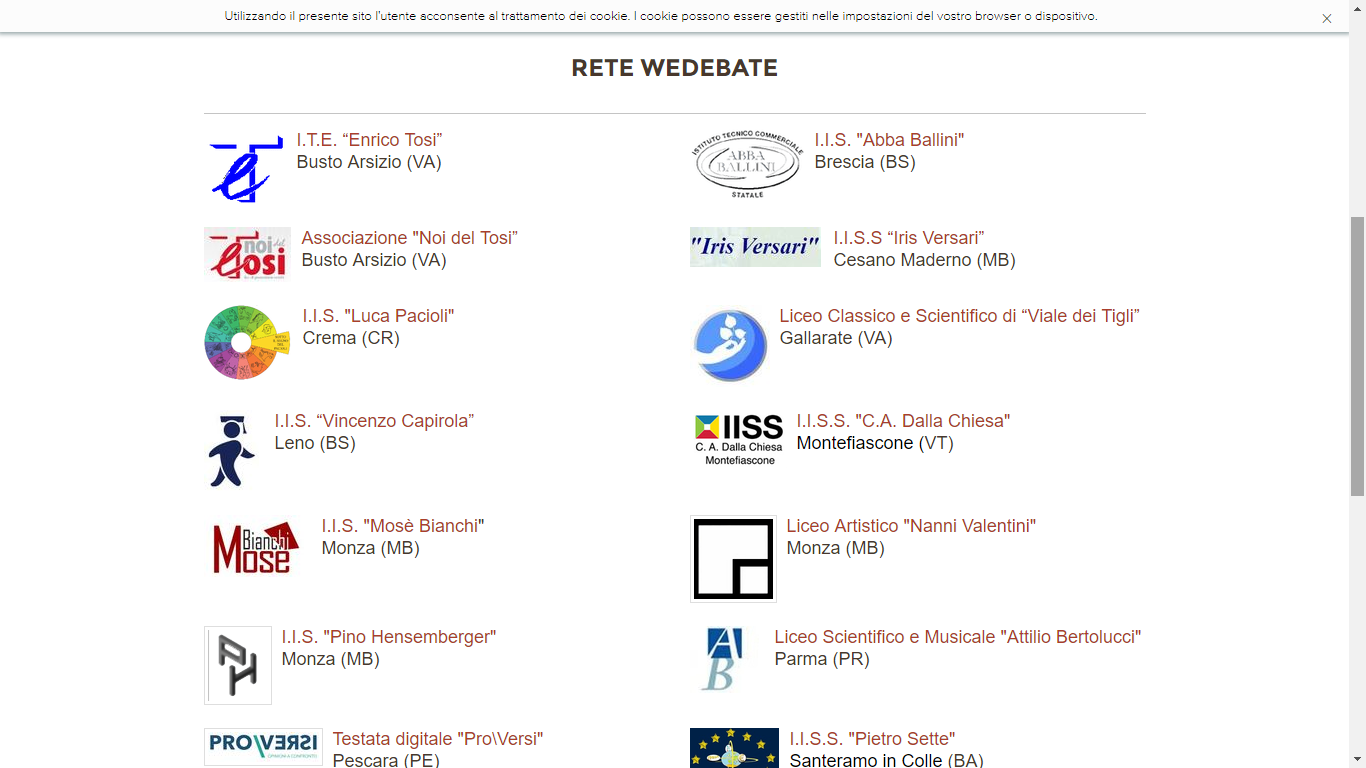 Utilizzando il presente sito l'utente acconsente al trattamento dei cookie. I cookie possono essere gestiti nelle impostazioni del vostro browser o dispositivo.
×
RETE WEDEBATE
I.T.E. “Enrico Tosi”
Busto Arsizio (VA)
ISTITUTO TECNICO COMMERCIALE
ABBA
BALLINI
STATALE
I.I.S. "Abba Ballini"
Brescia (BS)
noi del
tosi
Associazione "Noi del Tosi”
Busto Arsizio (VA)
"Iris Versari"
I.I.S.S “Iris Versari”
Cesano Maderno (MB)
I.I.S. "Luca Pacioli"
Crema (CR)
Liceo Classico e Scientifico di “Viale dei Tigli”
Gallarate (VA)
I.I.S. “Vincenzo Capirola”
Leno (BS)
IISS
C. A. Dalla Chiesa
Montefiascone
I.I.S.S. "C.A. Dalla Chiesa"
Montefiascone (VT)
Bianchi
Mosè
I.I.S. "Mosè Bianchi"
Monza (MB)
Liceo Artistico "Nanni Valentini"
Monza (MB)
PH
I.I.S. "Pino Hensemberger"
Monza (MB)
A
B
Liceo Scientifico e Musicale "Attilio Bertolucci"
Parma (PR)
PRO\VERSI
OPINIONI A CONFRONTO
Testata digitale "Pro\Versi"
Pescara (PE)
I.I.S.S. "Pietro Sette"
Santeramo in Colle (BA)